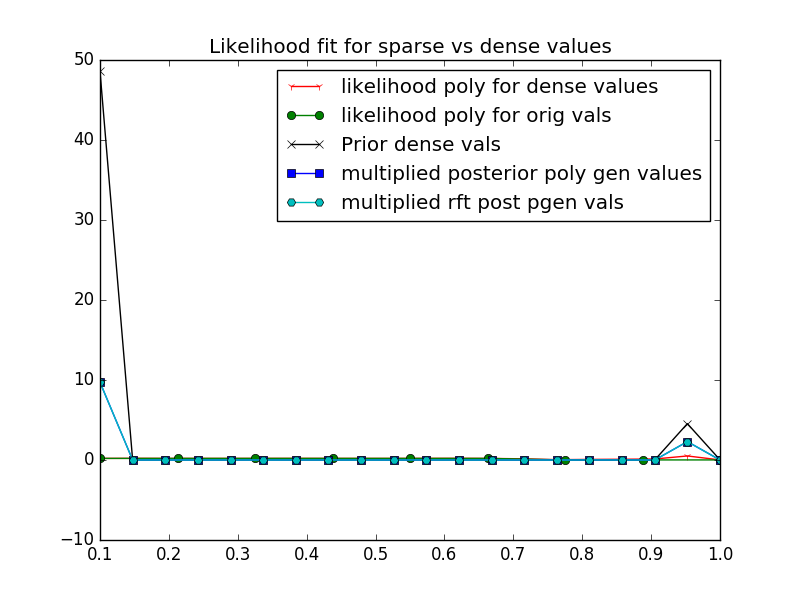 Likelihood fit for sparse vs dense values
50
40
30
20
10
0
−10
likelihood poly for dense values
likelihood poly for orig vals
Prior dense vals
multiplied posterior poly gen values
multiplied rft post pgen vals
0.1 0.2 0.3 0.4 0.5 0.6 0.7 0.8 0.9 1.0